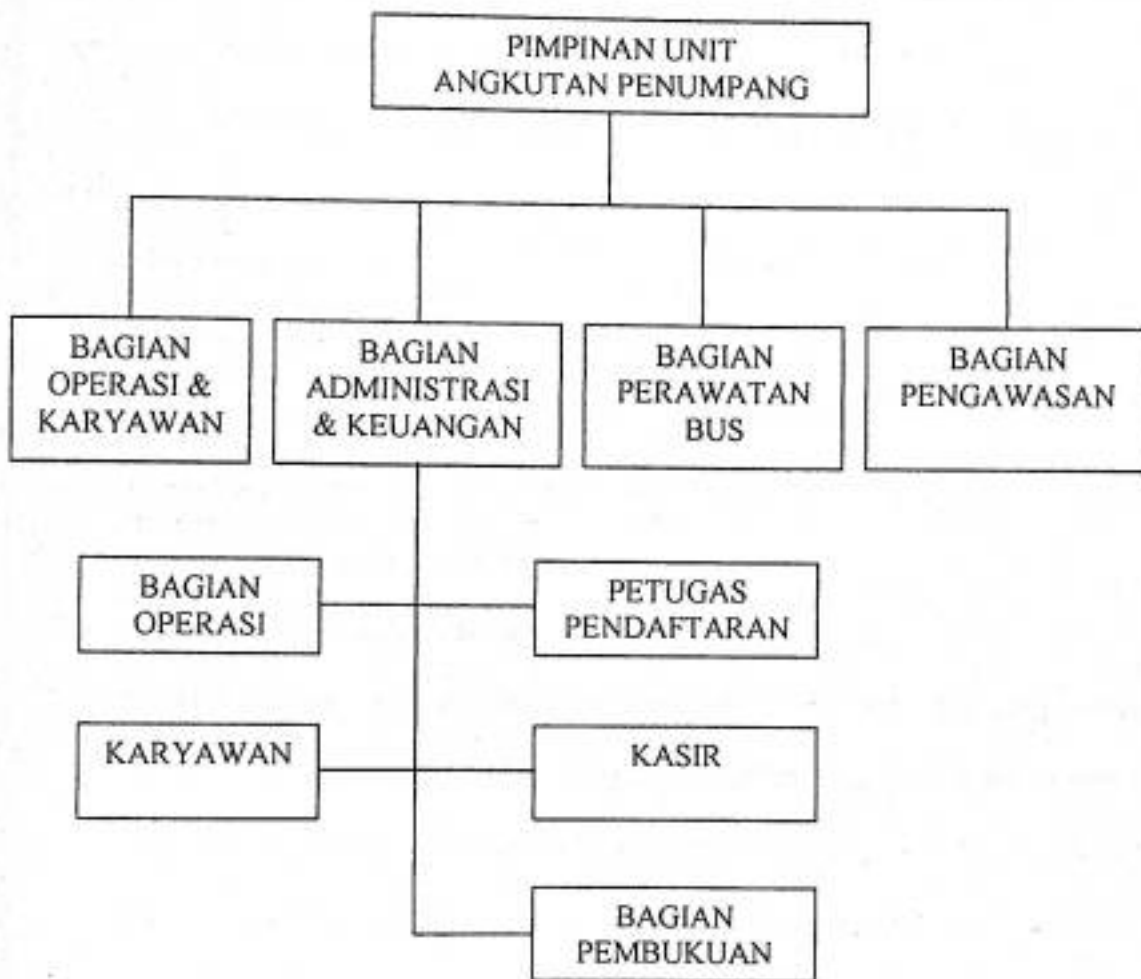 PIMPINAN UNIT
ANGKUTAN PENUMPANG
BAGIAN
OPERASI &
KARYAWAN
BAGIAN
ADMINISTRASI
& KEUANGAN
BAGIAN
PERAWATAN
BUS
BAGIAN
PENGAWASAN
BAGIAN
OPERASI
PETUGAS
PENDAFTARAN
KARYAWAN
KASIR
BAGIAN
PEMBUKUAN